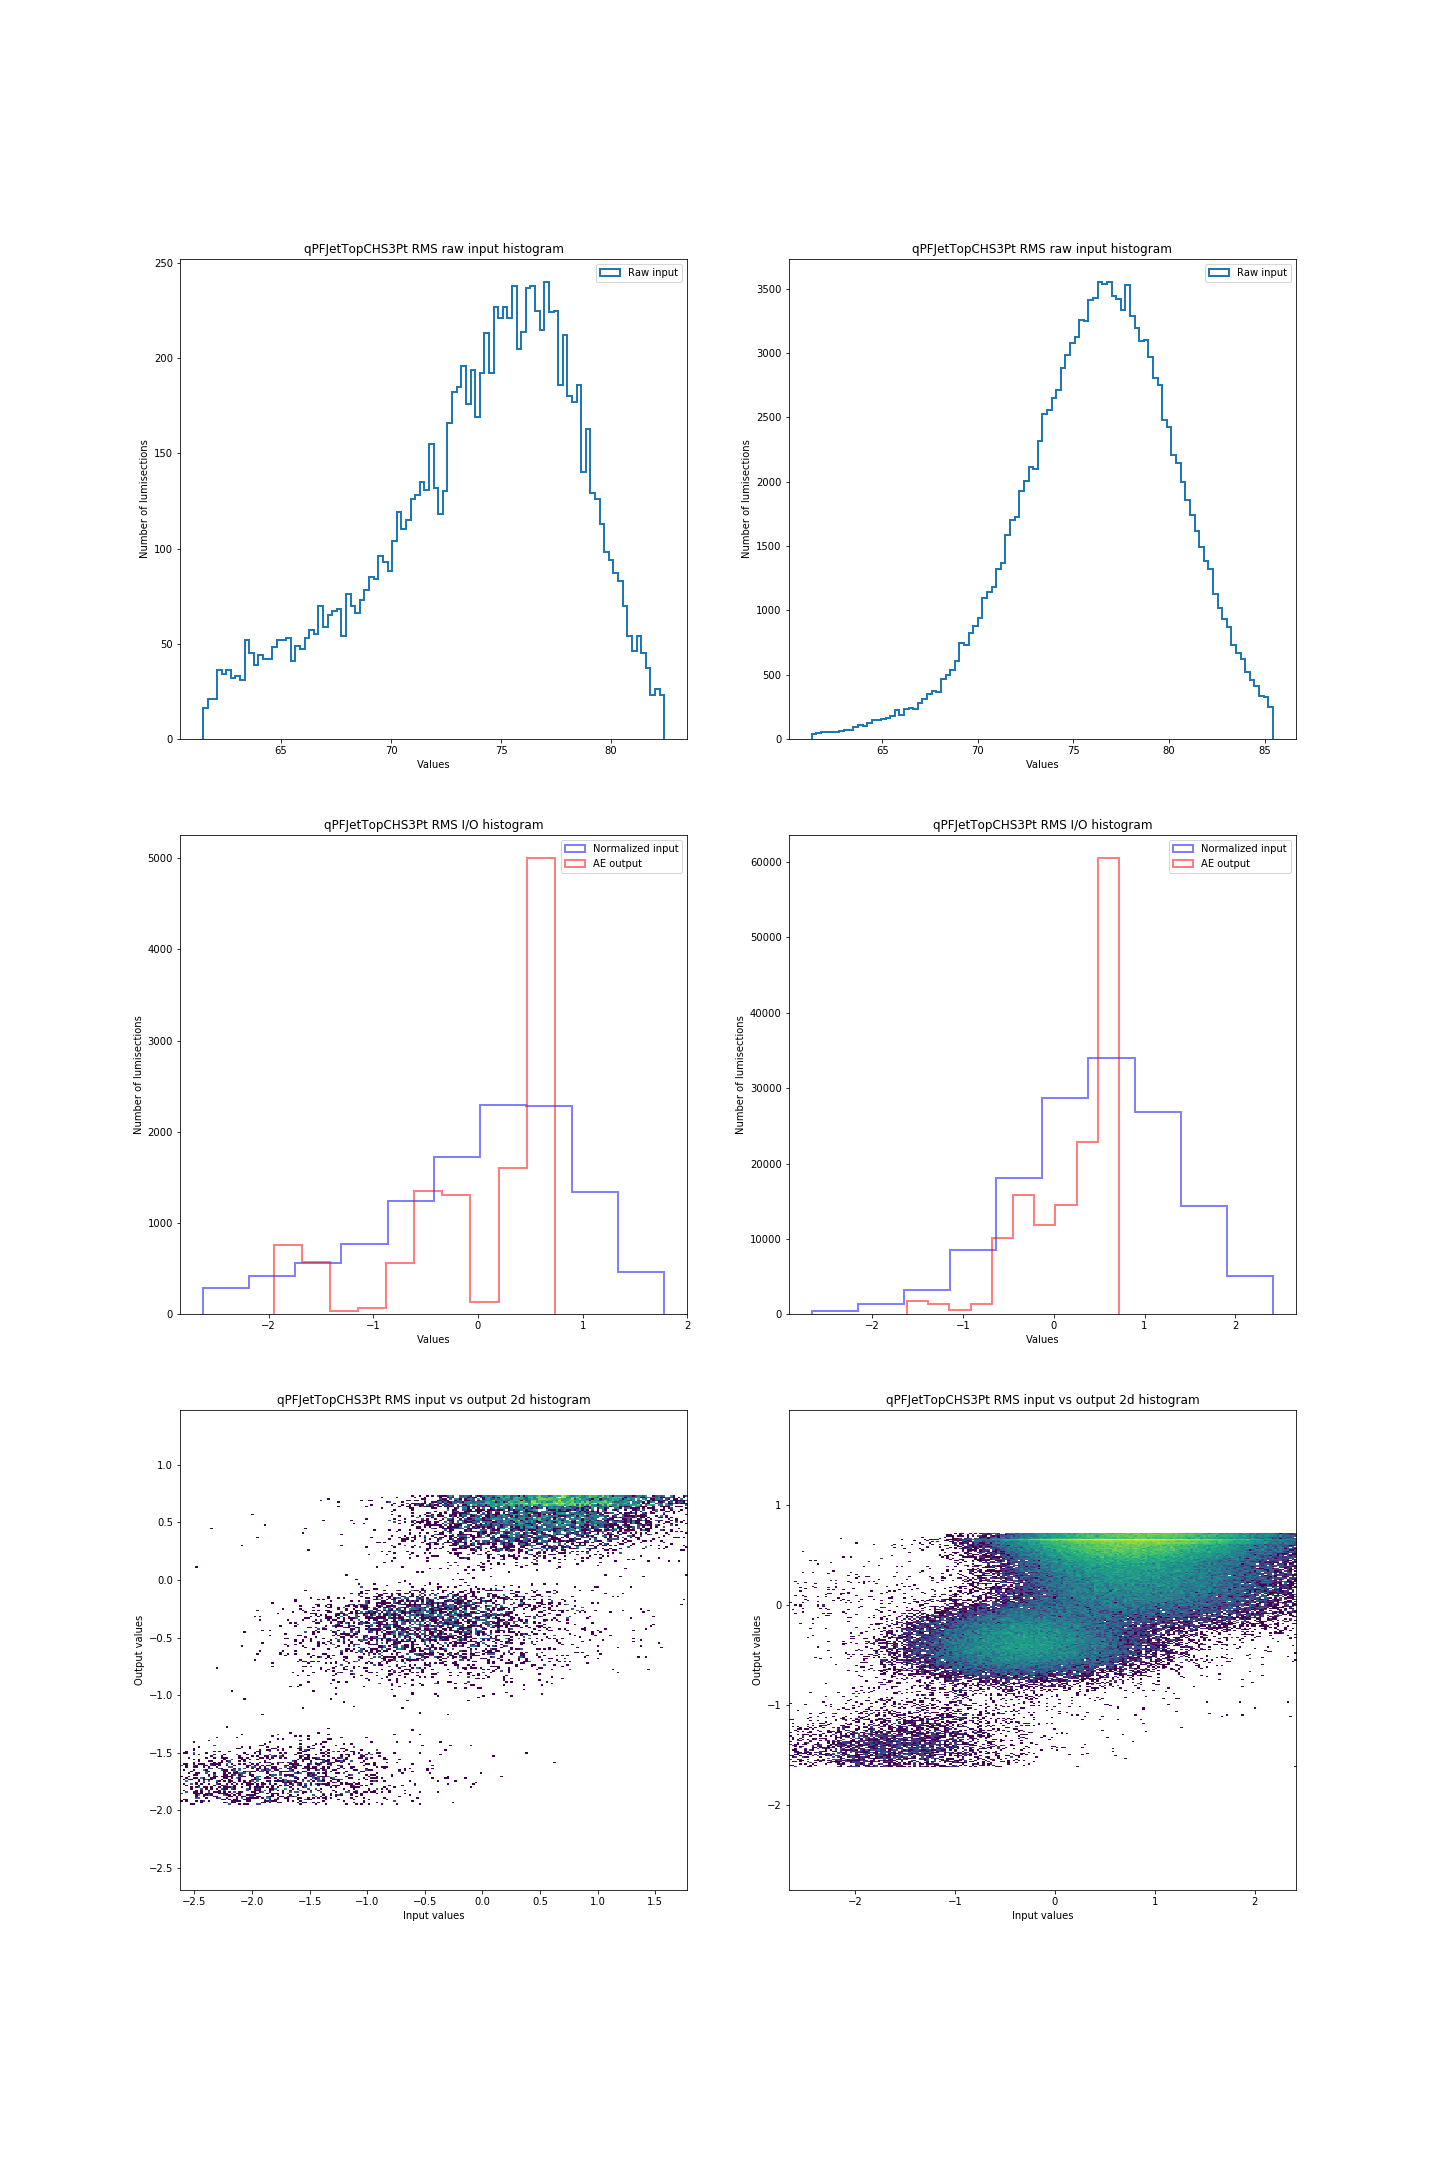 qPFJetTopCHS3Pt RMS raw input histogram
Raw input
250
200
150
100
50
0
Number of lumisections
65 70 75 80
Values
qPFJetTopCHS3Pt RMS raw input histogram
Raw input
3500
3000
2500
2000
1500
1000
500
0
Number of lumisections
65 70 75 80 85
Values
qPFJetTopCHS3Pt RMS I/O histogram
Normalized input
AE output
5000
4000
3000
2000
1000
0
Number of lumisections
−2 −1 0 1 2
Values
qPFJetTopCHS3Pt RMS I/O histogram
Normalized input
AE output
60000
50000
40000
30000
20000
10000
0
Number of lumisections
−2 −1 0 1 2
Values
qPFJetTopCHS3Pt RMS input vs output 2d histogram
1.0
0.5
0.0
−0.5
−1.0
−1.5
−2.0
−2.5
Output values
−2.5 −2.0 −1.5 −1.0 −0.5 0.0 0.5 1.0 1.5
Input values
qPFJetTopCHS3Pt RMS input vs output 2d histogram
1
0
−1
−2
Output values
−2 −1 0 1 2
Input values